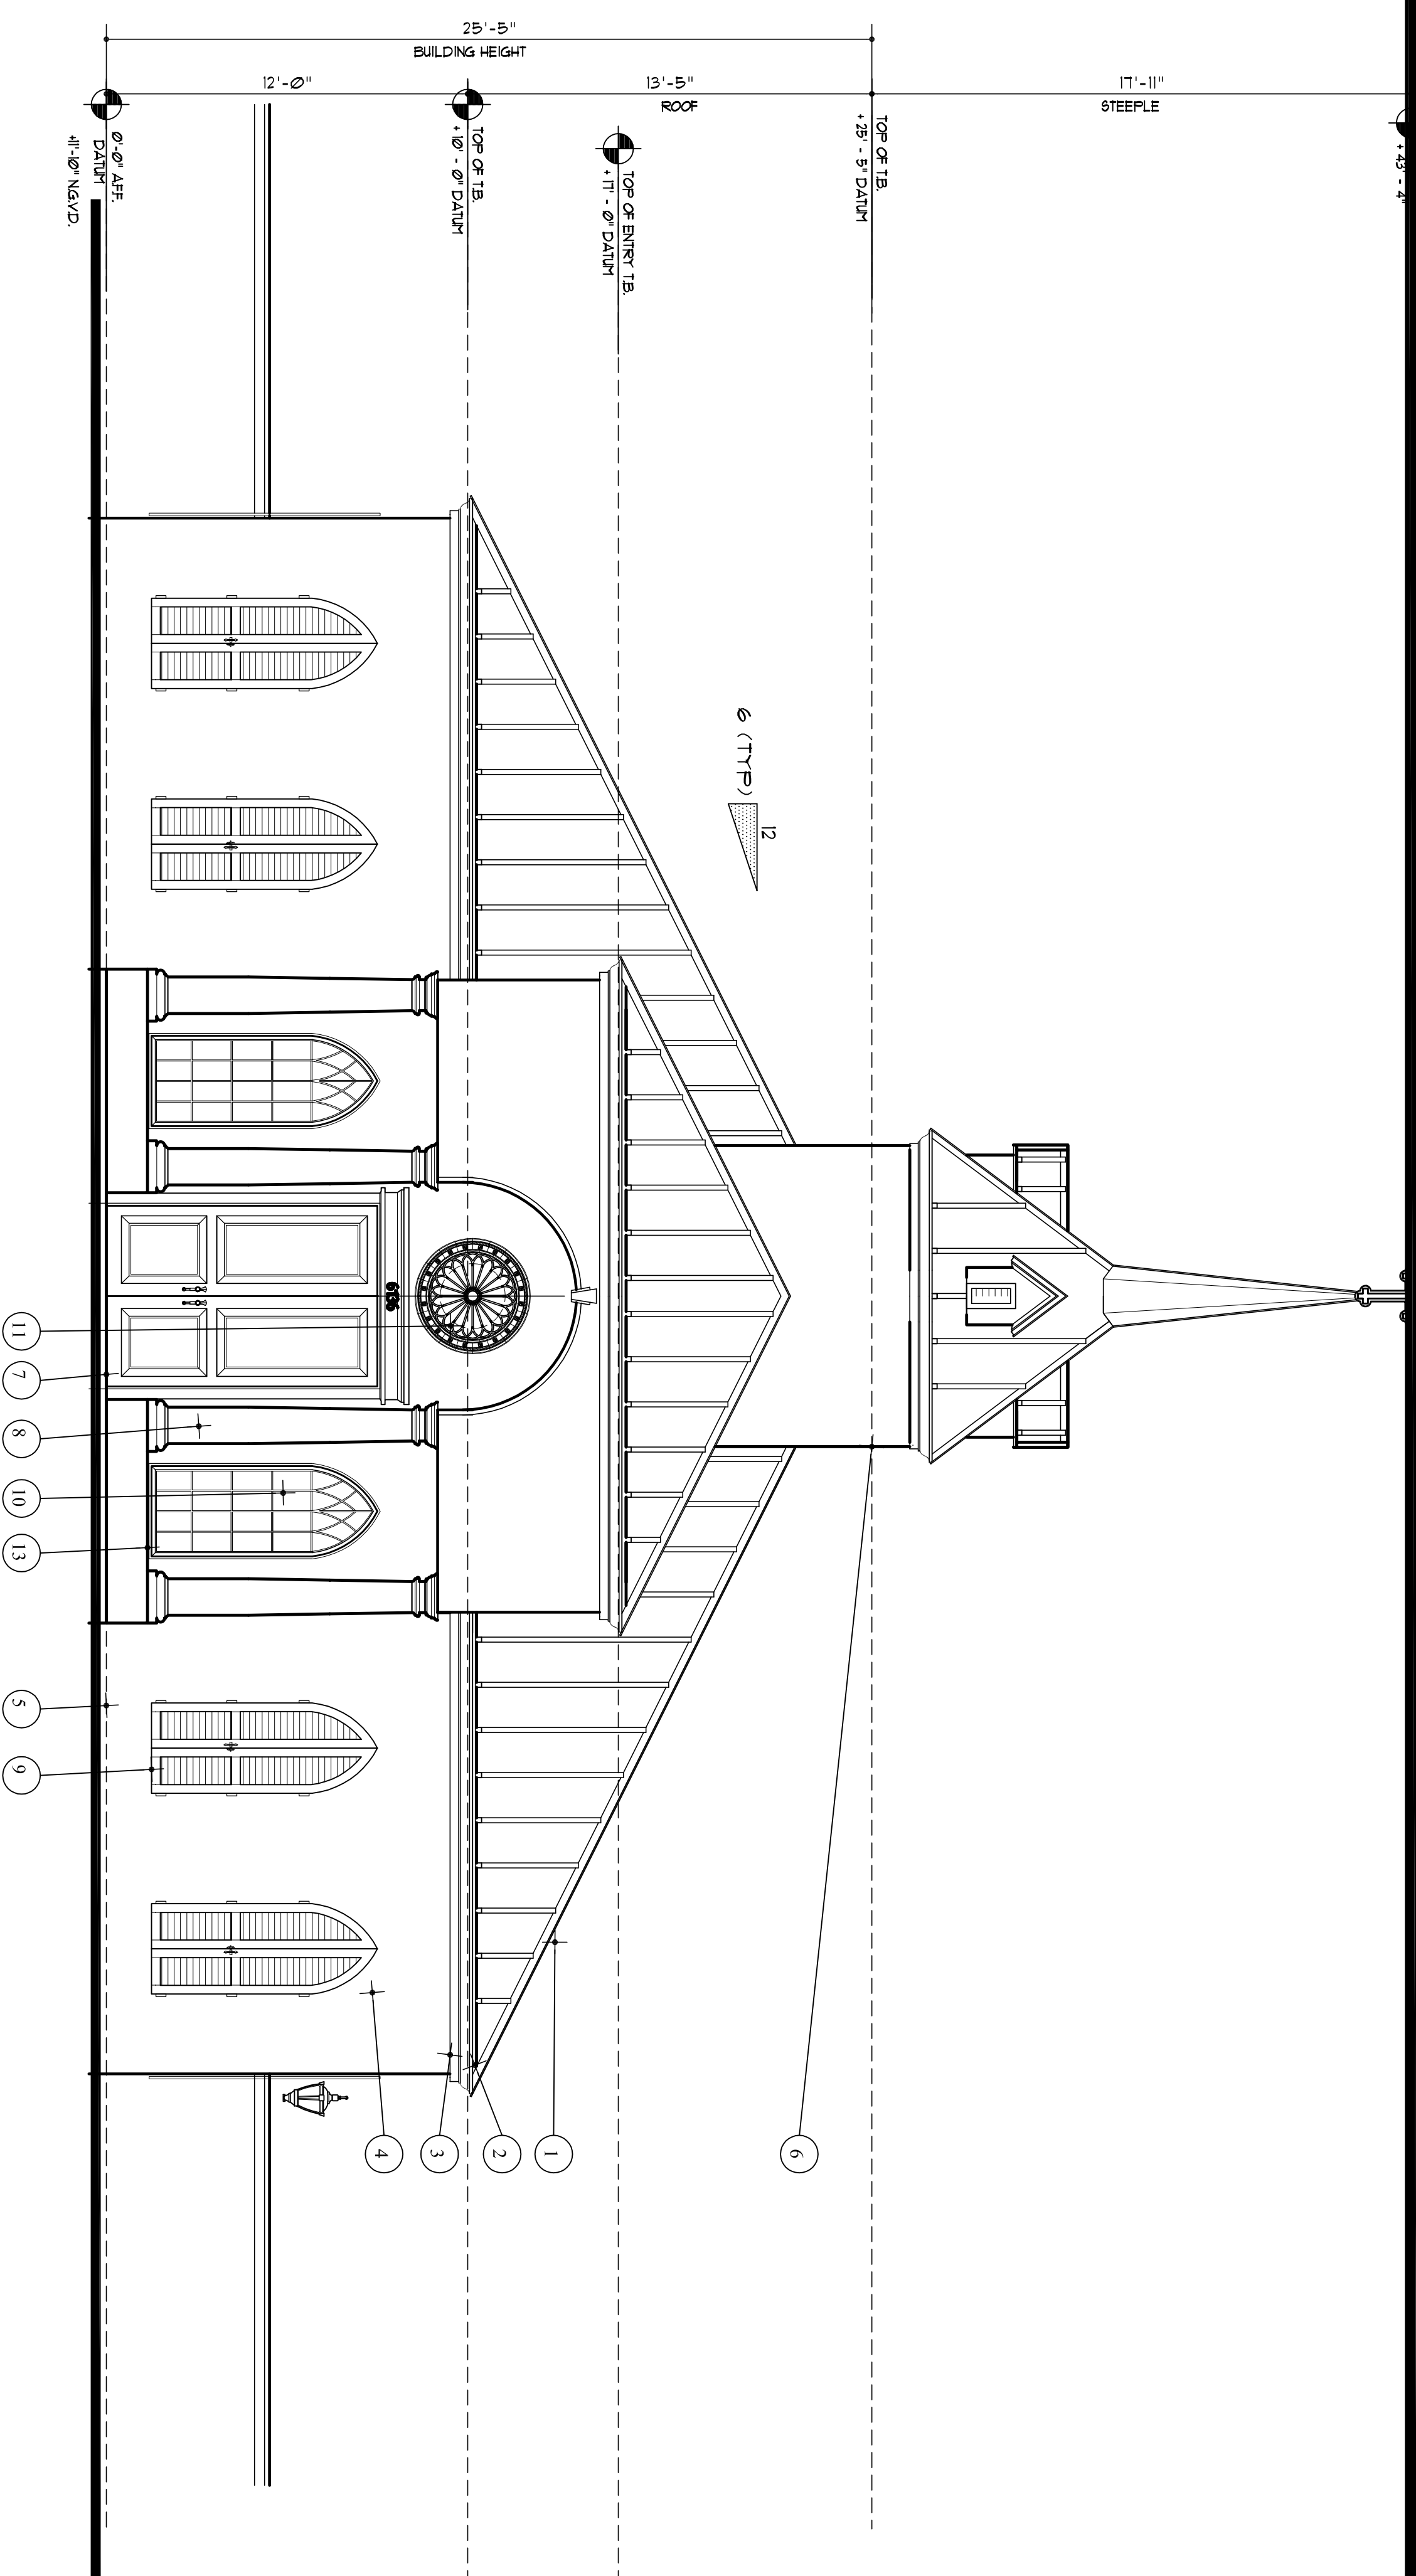 25'-5"
BUILDING HEIGHT
12'-0"
13'-5"
ROOF
17'-11"
STEEPLE
0'-0" A.F.F.
DATUM
+11'-10" N.G.V.D.
TOP OF T.B.
+ 10' - 0" DATUM
TOP OF ENTRY T.B.
+ 17' - 0" DATUM
TOP OF T.B.
+ 25' - 5" DATUM
+ 43' - 4"
6 (TYP)
12
6136
11
7
8
10
13
5
9
4
3
2
1
6